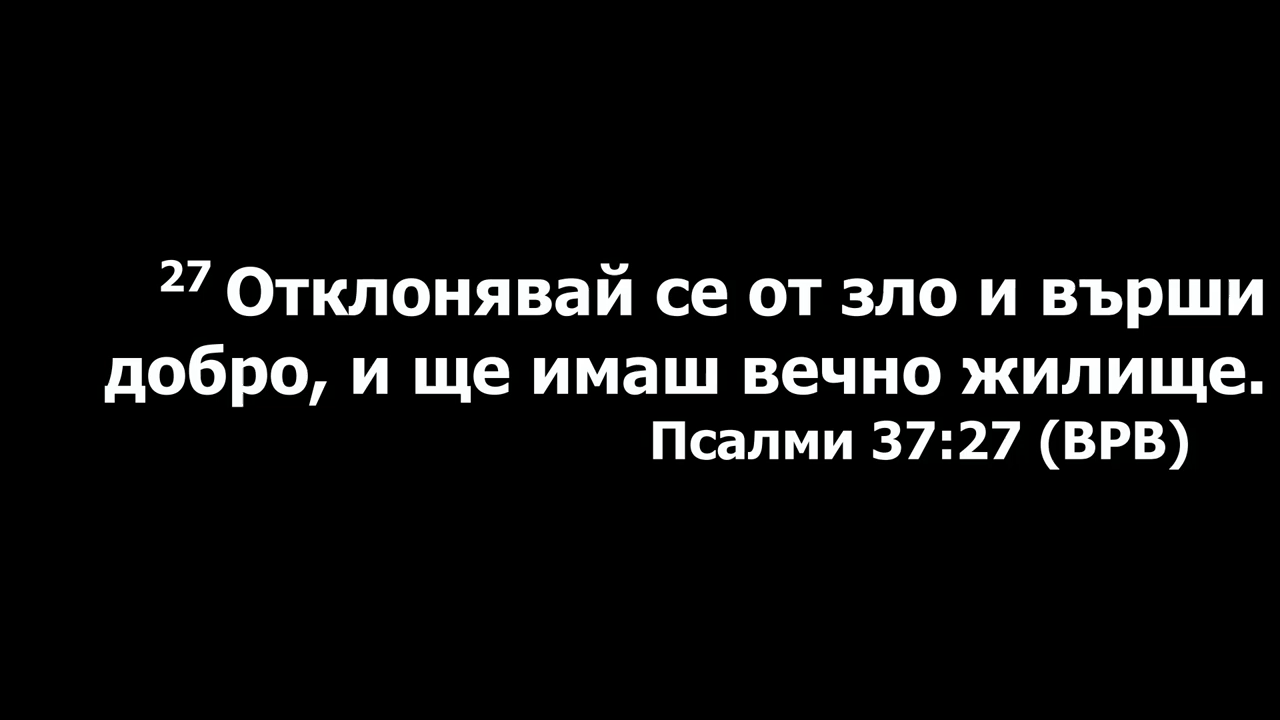 27 Отклонявай се от зло и върши
добро, и ще имаш вечно жилище.
Псалми 37:27 (ВРВ)